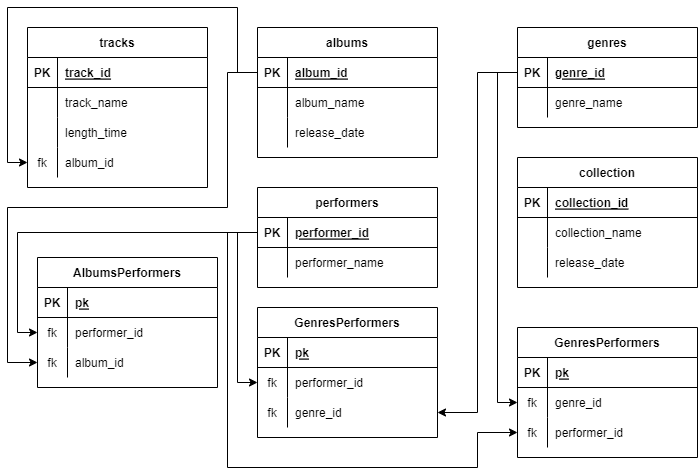 tracks
PK track_id
track_name
length_time
fk album_id
albums
PK album_id
album_name
release_date
genres
PK genre_id
genre_name
collection
PK collection_id
collection_name
release_date
performers
PK performer_id
performer_name
AlbumsPerformers
PK pk
fk performer_id
fk album_id
GenresPerformers
PK pk
fk performer_id
fk genre_id
GenresPerformers
PK pk
fk genre_id
fk performer_id